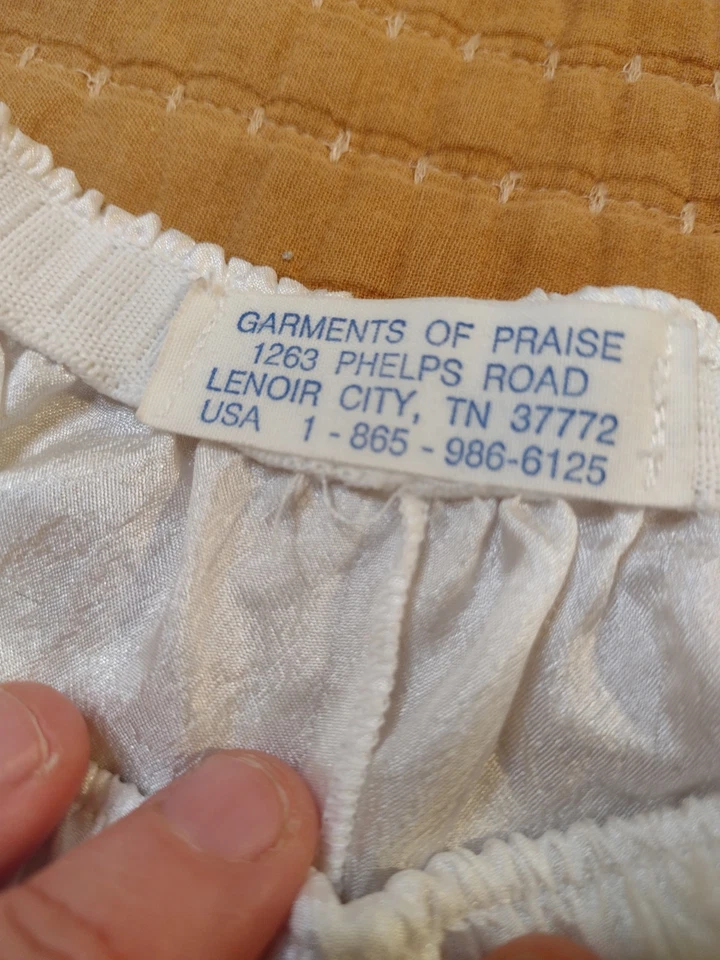 GARMENTS OF PRAISE
1263 PHELPS ROAD
LENOIR CITY, TN 37772
USA 1 - 865 - 986-6125